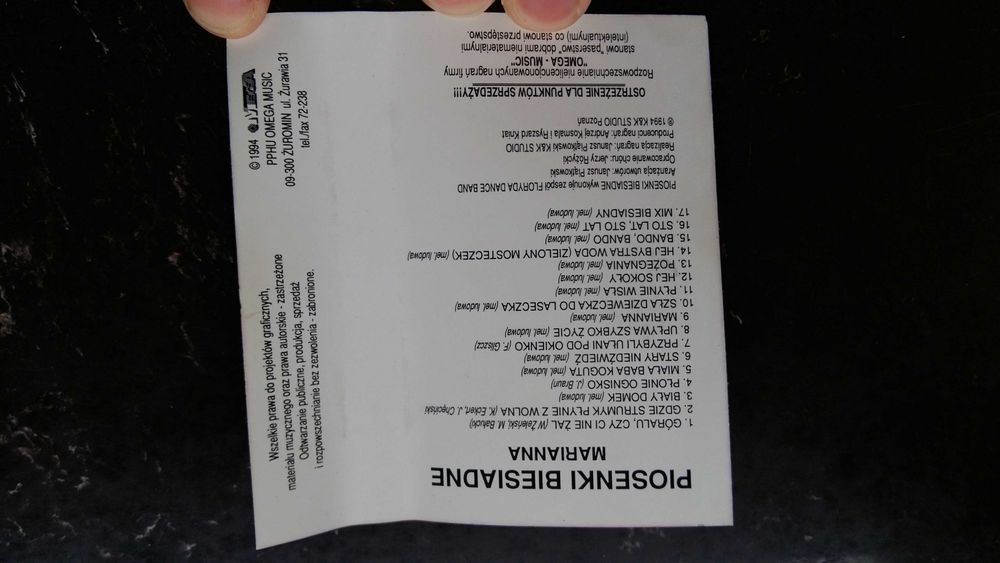 PIOSENKI BIESIADNE
MARIANNA
1. GÓRALU, CZY CI NIE ŻAL (W. Żeleński, M. Bałucki)
2. GDZIE STRUMYK PŁYNIE Z WOLNA (K. Eckert, J. Chęciński)
3. BIAŁY DOMEK (mel. ludowa)
4. PŁONIE OGNISKO (J. Braun)
5. MIAŁA BABA KOGUTA (mel. ludowa)
6. STARY NIEDŹWIEDŹ (mel. ludowa)
7. PRZYBYLI UŁANI POD OKIENKO (F. Gliszcz)
8. UPŁYWA SZYBKO ŻYCIE (mel. ludowa)
9. MARIANNA (mel. ludowa)
10. SZŁA DZIEWECZKA DO LASECZKA (mel. ludowa)
11. PŁYNIE WISŁA (mel. ludowa)
12. HEJ SOKOŁY (mel. ludowa)
13. POŻEGNANIA (mel. ludowa)
14. HEJ BYSTRA WODA (ZIELONY MOSTECZEK) (mel. ludowa)
15. BANDO, BANDO (mel. ludowa)
16. STO LAT, STO LAT (mel. ludowa)
17. MIX BIESIADNY (mel. ludowa)
PIOSENKI BIESIADNE wykonuje zespół FLORYDA DANCE BAND
Aranżacja utworów: Janusz Piątkowski
Opracowanie chóru: Jerzy Różycki
Realizacja nagrań: Janusz Piątkowski K&K STUDIO
Producenci nagrań: Andrzej Kosmala i Ryszard Kniat
℗ 1994 K&K STUDIO Poznań
OSTRZEŻENIE DLA PUNKTÓW SPRZEDAŻY!!!
Rozpowszechnianie nielicencjonowanych nagrań firmy
"OMEGA - MUSIC"
stanowi "paserstwo" dobrami niematerialnymi
(intelektualnymi) co stanowi przestępstwo.
© 1994 OMEGA
PPHU OMEGA MUSIC
09-300 ŻUROMIN ul. Żurawia 31
tel./fax 72-238
Wszelkie prawa do projektów graficznych,
materiału muzycznego oraz prawa autorskie - zastrzeżone
Odtwarzanie publiczne, produkcja, sprzedaż
i rozpowszechnianie bez zezwolenia - zabronione.